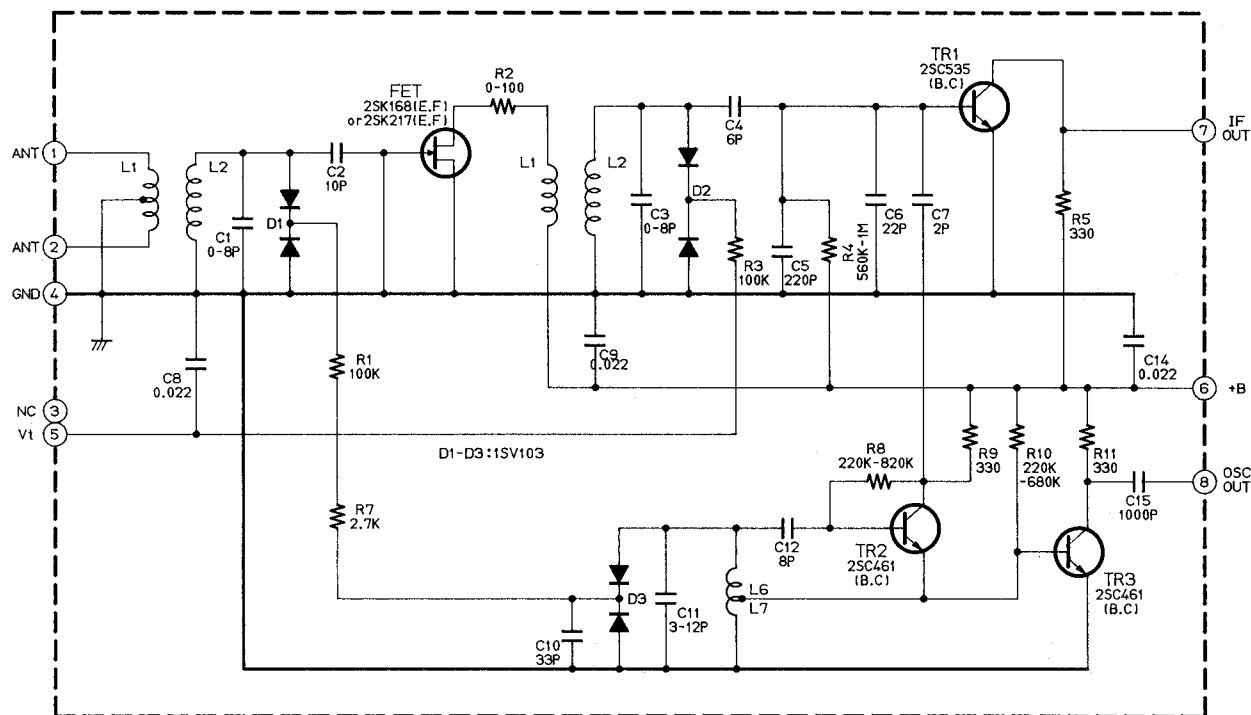 TR1
2SC535
(B.C)
R2
0-100
FET
2SK168(E.F)
or2SK217(E.F)
C4
6P
7
IF
OUT
ANT
1
L1
L2
C2
10P
L1
L2
D2
D1
C1
0-8P
C3
0-8P
C6
22P
C7
2P
R5
330
ANT
2
R3
100K
C5
220P
R4
560K-1M
GND
4
C9
0.022
C14
0.022
R1
100K
C8
0.022
6
+B
NC
3
Vt
5
D1-D3:1SV103
R8
220K-820K
R9
330
R10
220K
-680K
R11
330
8
OSC
OUT
C15
1000P
R7
2.7K
C12
8P
TR2
2SC461
(B.C)
TR3
2SC461
(B.C)
D3
L6
L7
C11
3-12P
C10
33P